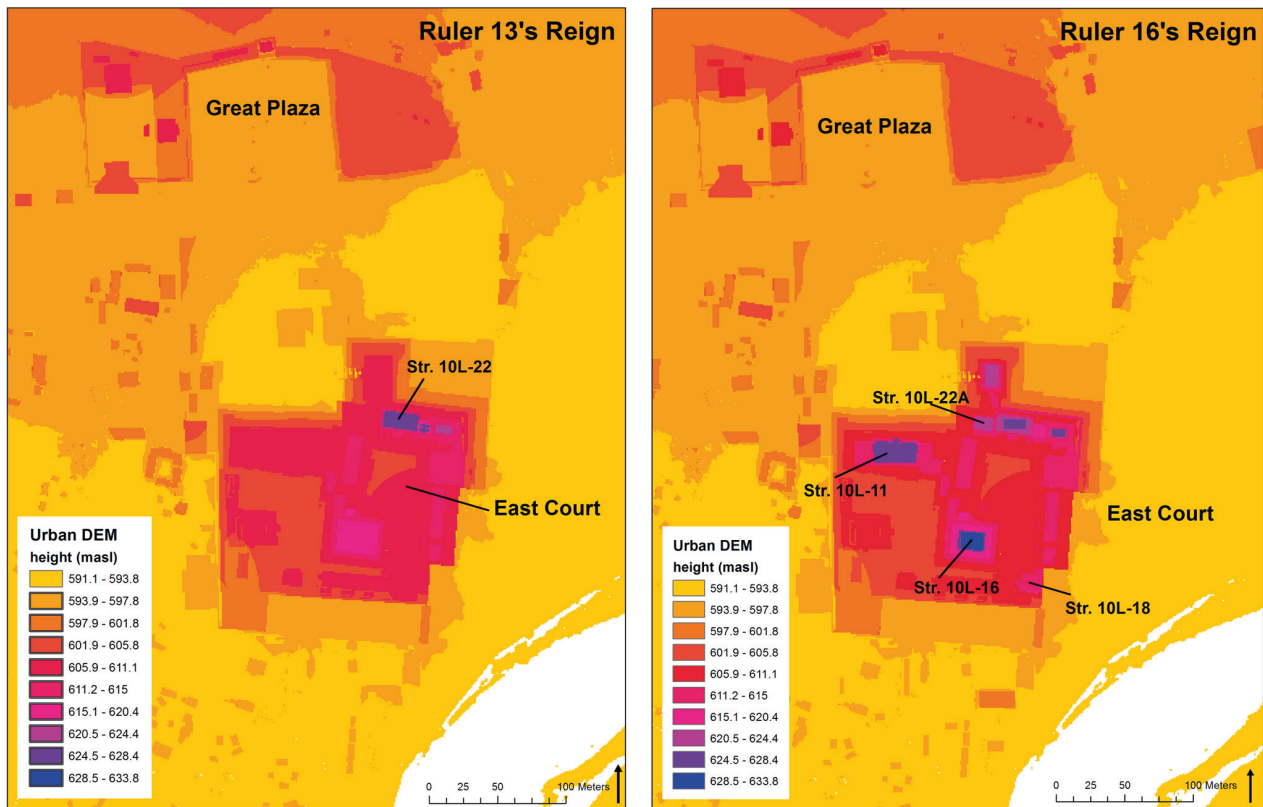 Ruler 13's Reign
Great Plaza
Str. 10L-22
East Court
Urban DEM
height (masl)
591.1 - 593.8
593.9 - 597.8
597.9 - 601.8
601.9 - 605.8
605.9 - 611.1
611.2 - 615
615.1 - 620.4
620.5 - 624.4
624.5 - 628.4
628.5 - 633.8
0 25 50 100 Meters
Ruler 16's Reign
Great Plaza
Str. 10L-22A
Str. 10L-11
East Court
Str. 10L-16
Str. 10L-18
Urban DEM
height (masl)
591.1 - 593.8
593.9 - 597.8
597.9 - 601.8
601.9 - 605.8
605.9 - 611.1
611.2 - 615
615.1 - 620.4
620.5 - 624.4
624.5 - 628.4
628.5 - 633.8
0 25 50 100 Meters